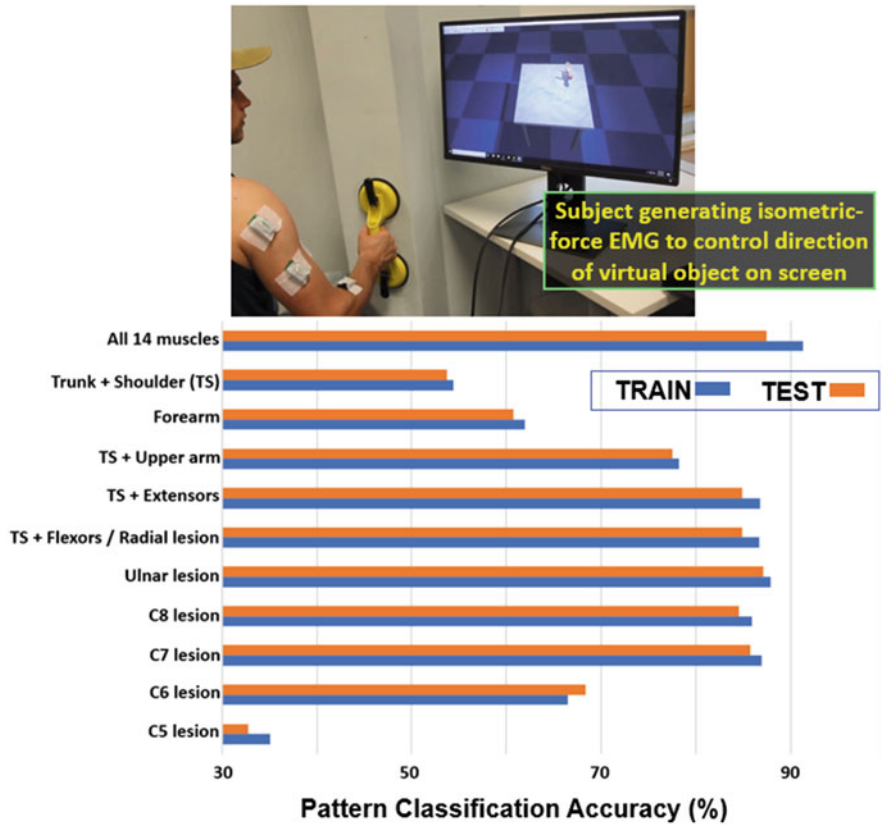 Subject generating isometric-
force EMG to control direction
of virtual object on screen
All 14 muscles
Trunk + Shoulder (TS)
Forearm
TS + Upper arm
TS + Extensors
TS + Flexors / Radial lesion
Ulnar lesion
C8 lesion
C7 lesion
C6 lesion
C5 lesion
TRAIN TEST
30 50 70 90
Pattern Classification Accuracy (%)